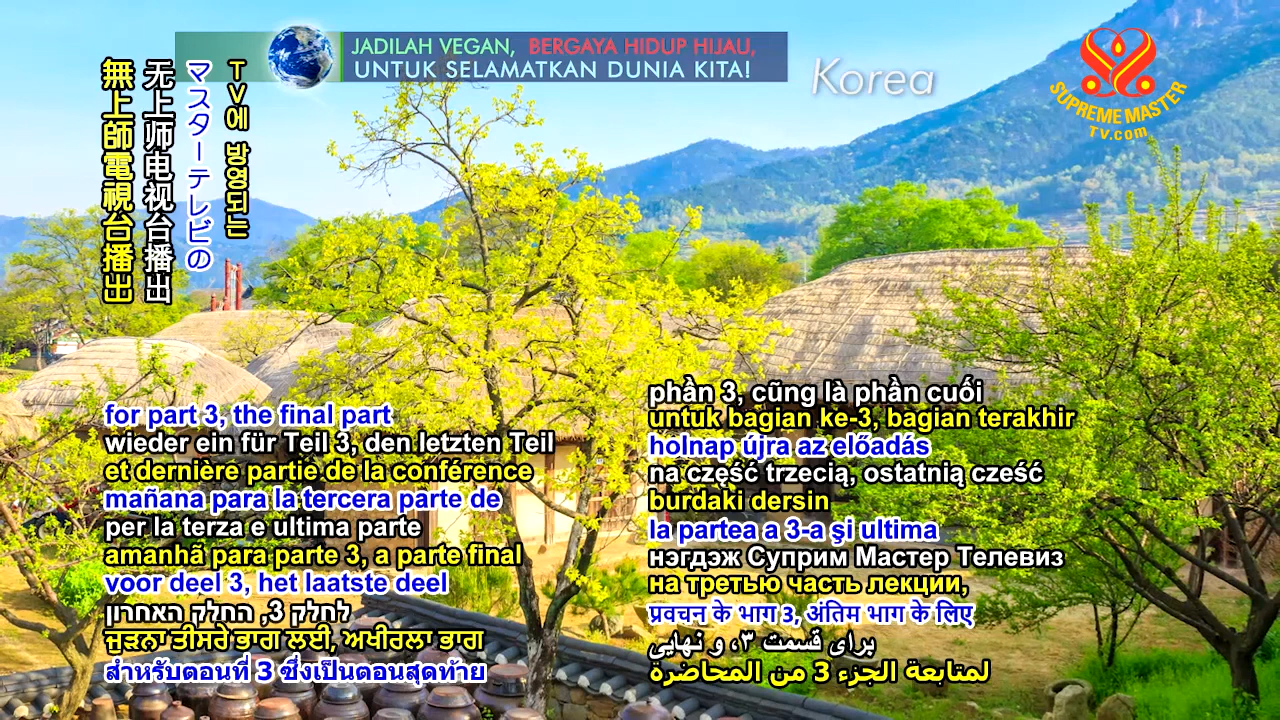 JADILAH VEGAN, BERGAYA HIDUP HIJAU,
UNTUK SELAMATKAN DUNIA KITA!
Korea
SUPREME MASTER
TV.com
無上師電視台播出
无上师电视台播出
マスターテレビの
TV에 방영되는
for part 3, the final part
wieder ein für Teil 3, den letzten Teil
et dernière partie de la conférence
mañana para la tercera parte de
per la terza e ultima parte
amanhã para parte 3, a parte final
voor deel 3, het laatste deel
לחלק 3, החלק האחרון
ਜੁੜਨਾ ਤੀਸਰੇ ਭਾਗ ਲਈ, ਅਖੀਰਲਾ ਭਾਗ
สำหรับตอนที่ 3 ซึ่งเป็นตอนสุดท้าย
phần 3, cũng là phần cuối
untuk bagian ke-3, bagian terakhir
holnap újra az előadás
na część trzecią, ostatnią cześć
burdaki dersin
la partea a 3-a şi ultima
нэгдэж Суприм Мастер Телевиз
на третью часть лекции,
प्रवचन के भाग 3, अंतिम भाग के लिए
برای قسمت ۳، و نهایی
لمتابعة الجزء 3 من المحاضرة